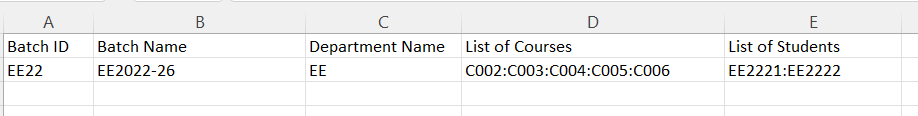 A B C D E
Batch ID Batch Name Department Name List of Courses List of Students
EE22 EE2022-26 EE C002:C003:C004:C005:C006 EE2221:EE2222